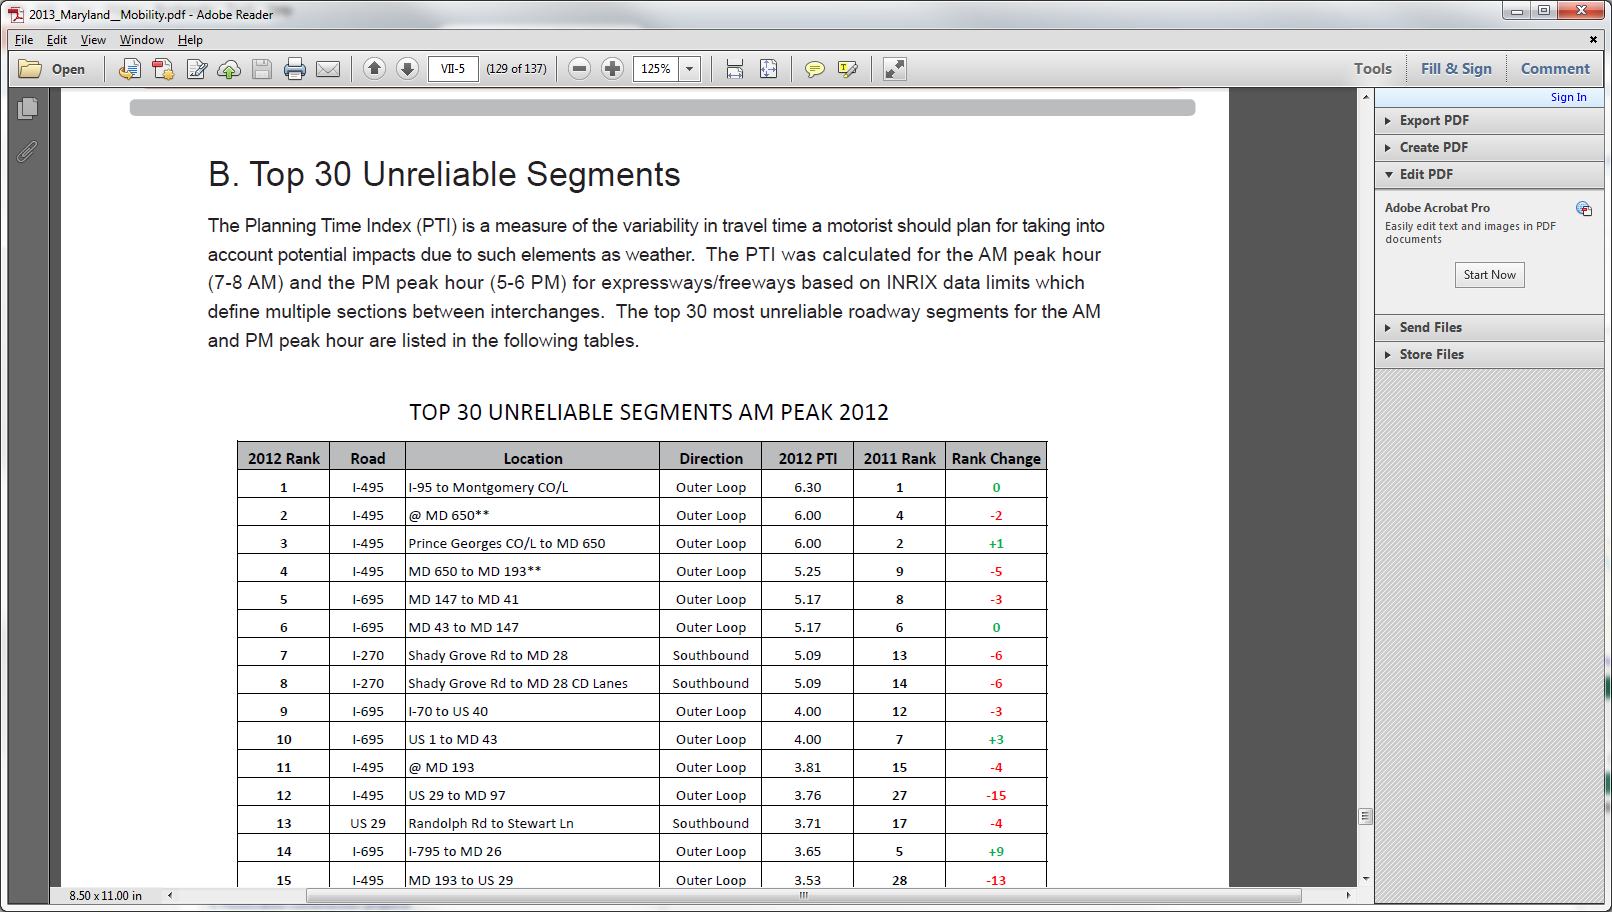 2013_Maryland__Mobility.pdf - Adobe Reader
File Edit View Window Help
Open VII-5 (129 of 137) 125% Tools Fill & Sign Comment
Sign In
Export PDF
Create PDF
Edit PDF
Adobe Acrobat Pro
Easily edit text and images in PDF
documents
Start Now
Send Files
Store Files
B. Top 30 Unreliable Segments
The Planning Time Index (PTI) is a measure of the variability in travel time a motorist should plan for taking into
account potential impacts due to such elements as weather. The PTI was calculated for the AM peak hour
(7-8 AM) and the PM peak hour (5-6 PM) for expressways/freeways based on INRIX data limits which
define multiple sections between interchanges. The top 30 most unreliable roadway segments for the AM
and PM peak hour are listed in the following tables.
TOP 30 UNRELIABLE SEGMENTS AM PEAK 2012
2012 Rank Road Location Direction 2012 PTI 2011 Rank Rank Change
1 I-495 I-95 to Montgomery CO/L Outer Loop 6.30 1 0
2 I-495 @ MD 650** Outer Loop 6.00 4 -2
3 I-495 Prince Georges CO/L to MD 650 Outer Loop 6.00 2 +1
4 I-495 MD 650 to MD 193** Outer Loop 5.25 9 -5
5 I-695 MD 147 to MD 41 Outer Loop 5.17 8 -3
6 I-695 MD 43 to MD 147 Outer Loop 5.17 6 0
7 I-270 Shady Grove Rd to MD 28 Southbound 5.09 13 -6
8 I-270 Shady Grove Rd to MD 28 CD Lanes Southbound 5.09 14 -6
9 I-695 I-70 to US 40 Outer Loop 4.00 12 -3
10 I-695 US 1 to MD 43 Outer Loop 4.00 7 +3
11 I-495 @ MD 193 Outer Loop 3.81 15 -4
12 I-495 US 29 to MD 97 Outer Loop 3.76 27 -15
13 US 29 Randolph Rd to Stewart Ln Southbound 3.71 17 -4
14 I-695 I-795 to MD 26 Outer Loop 3.65 5 +9
15 I-495 MD 193 to US 29 Outer Loop 3.53 28 -13
8.50 x 11.00 in